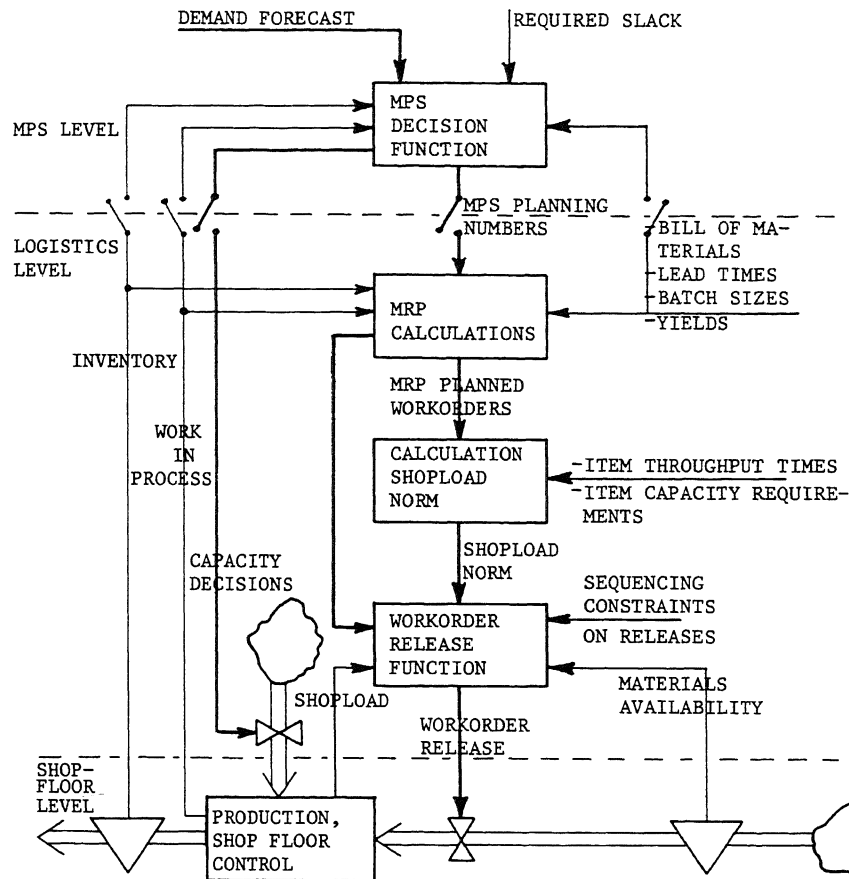 DEMAND FORECAST
REQUIRED SLACK
MPS
DECISION
FUNCTION
MPS LEVEL
MPS PLANNING
NUMBERS
LOGISTICS
LEVEL
-BILL OF MA-
TERIALS
-LEAD TIMES
-BATCH SIZES
-YIELDS
MRP
CALCULATIONS
INVENTORY
MRP PLANNED
WORKORDERS
WORK
IN
PROCESS
CALCULATION
SHOPLOAD
NORM
-ITEM THROUGHPUT TIMES
-ITEM CAPACITY REQUIRE-
MENTS
SHOPLOAD
NORM
CAPACITY
DECISIONS
SEQUENCING
CONSTRAINTS
ON RELEASES
WORKORDER
RELEASE
FUNCTION
MATERIALS
AVAILABILITY
SHOPLOAD
WORKORDER
RELEASE
SHOP-
FLOOR
LEVEL
PRODUCTION,
SHOP FLOOR
CONTROL